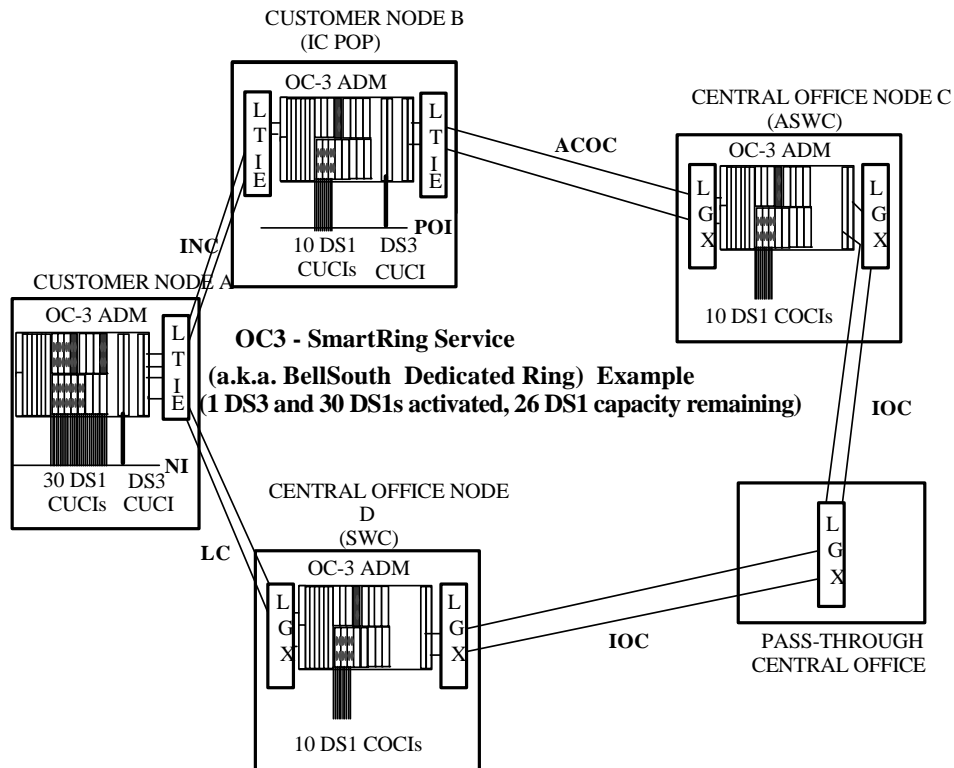 CUSTOMER NODE B
(IC POP)
OC-3 ADM
L
T
IE
L
T
IE
POI
10 DS1
CUCIs
DS3
CUCI
ACOC
CENTRAL OFFICE NODE C
(ASWC)
OC-3 ADM
L
G
X
L
G
X
10 DS1 COCIs
INC
CUSTOMER NODE A
OC-3 ADM
L
T
IE
NI
30 DS1
CUCIs
DS3
CUCI
OC3 - SmartRing Service
(a.k.a. BellSouth Dedicated Ring) Example
(1 DS3 and 30 DS1s activated, 26 DS1 capacity remaining)
IOC
LC
CENTRAL OFFICE NODE
D
(SWC)
OC-3 ADM
L
G
X
L
G
X
10 DS1 COCIs
IOC
L
G
X
PASS-THROUGH
CENTRAL OFFICE